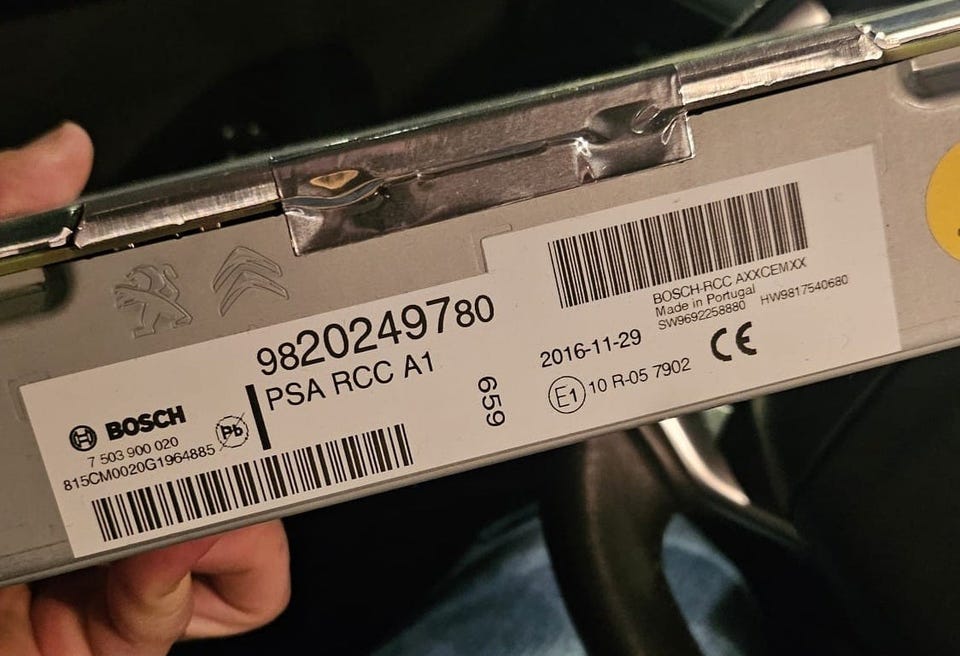 9820249780
PSA RCC A1
BOSCH
7 503 900 020
815CM0020G1964885
Pb
659
BOSCH-RCC AXXCEMXX
Made in Portugal
SW9692258880 HW9817540680
2016-11-29
CE
E1 10 R-05 7902